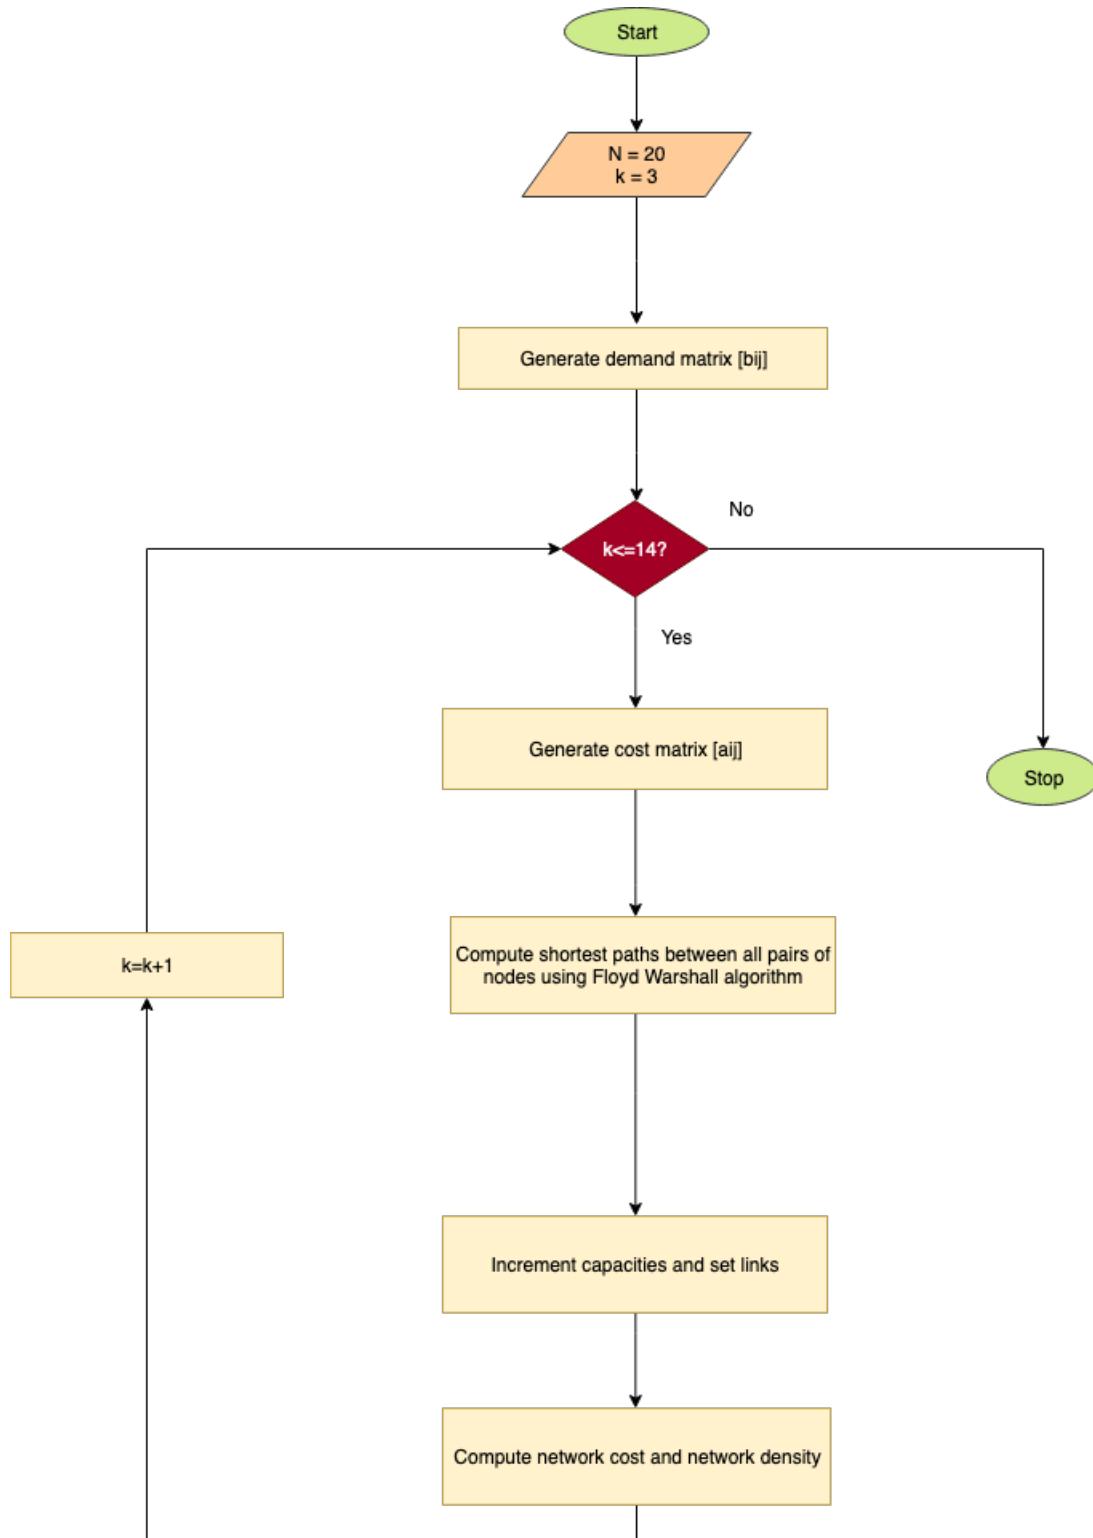 Start
N = 20
k = 3
Generate demand matrix [bij]
No
k<=14?
Yes
Generate cost matrix [aij]
Stop
Compute shortest paths between all pairs of
nodes using Floyd Warshall algorithm
k=k+1
Increment capacities and set links
Compute network cost and network density